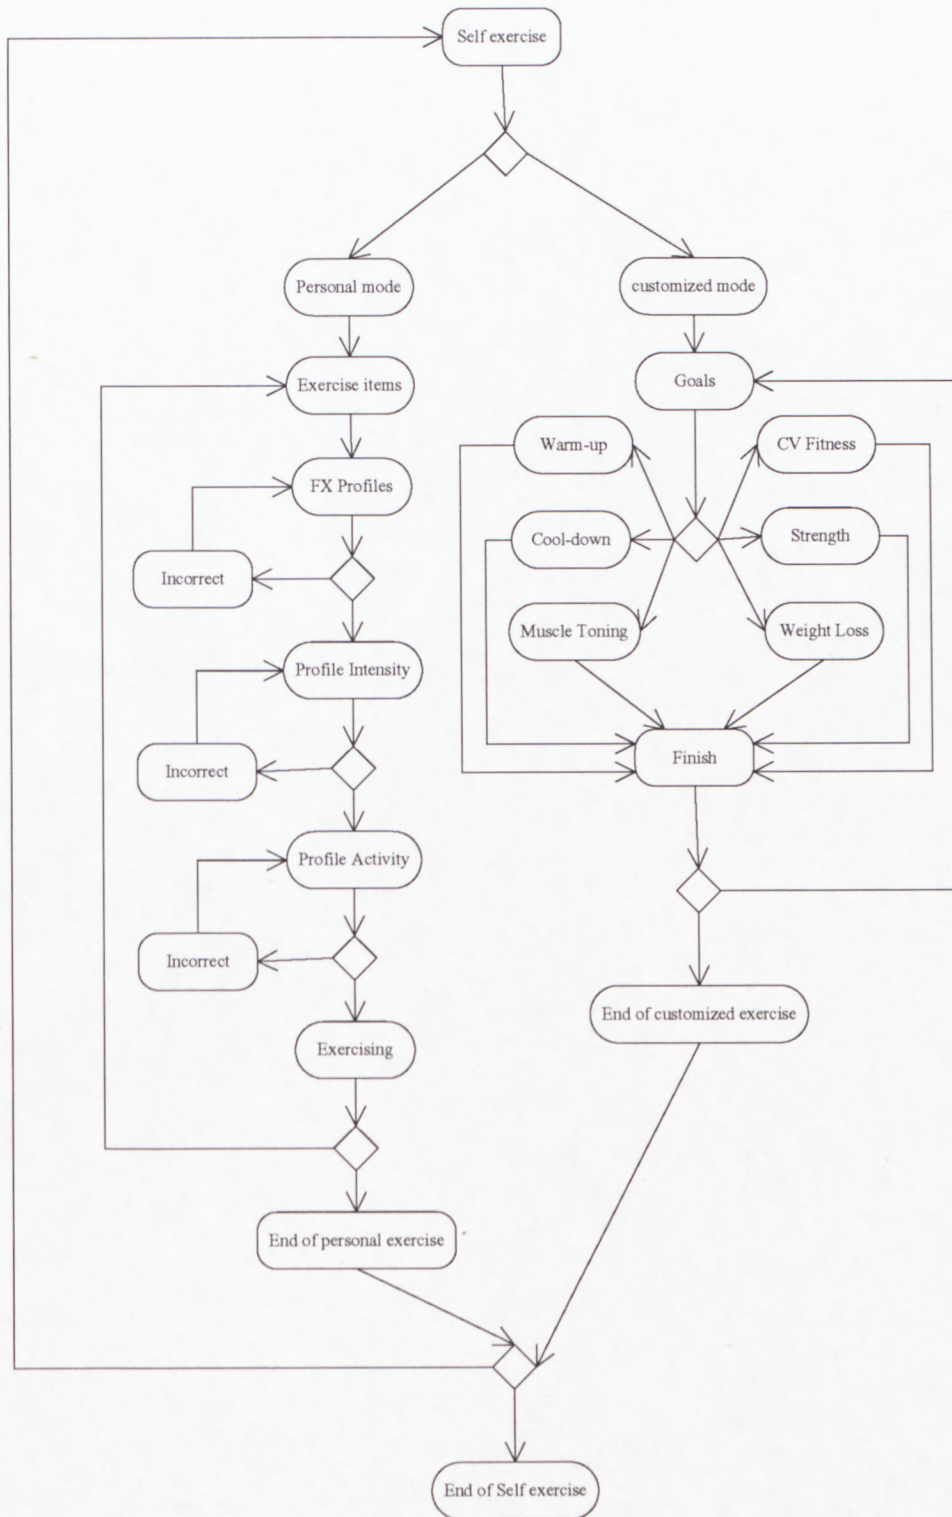 Self exercise
Personal mode
customized mode
Exercise items
Goals
Warm-up
CV Fitness
FX Profiles
Cool-down
Strength
Incorrect
Muscle Toning
Weight Loss
Profile Intensity
Incorrect
Finish
Profile Activity
Incorrect
End of customized exercise
Exercising
End of personal exercise
End of Self exercise